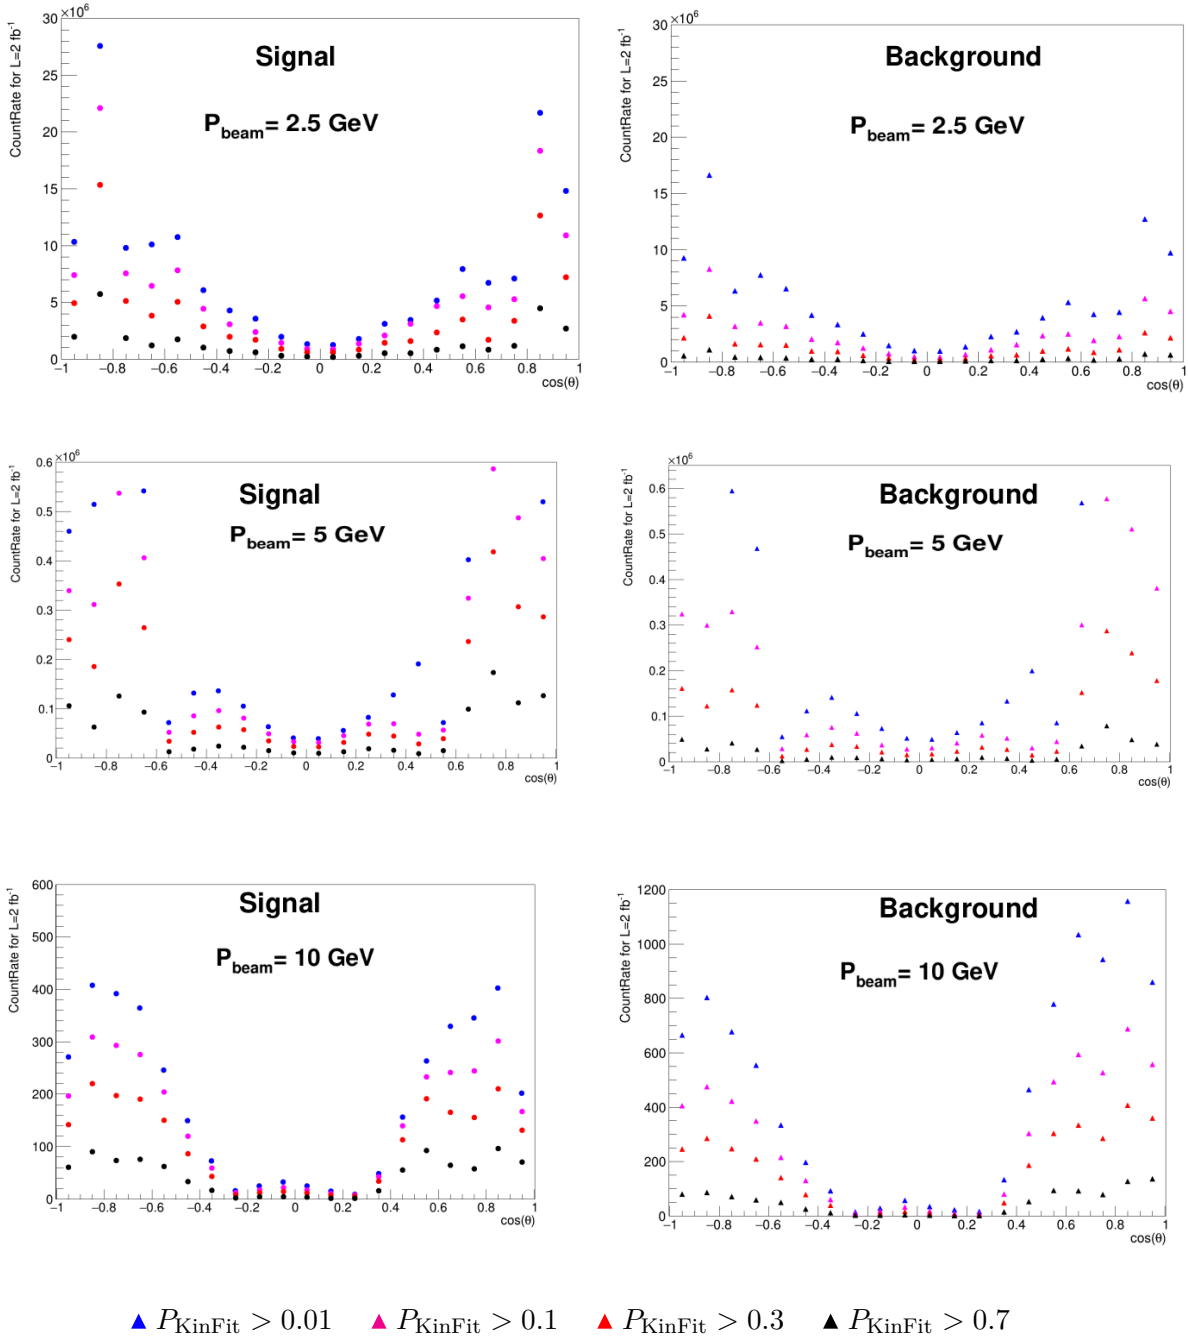 ×10⁶
CountRate for L=2 fb⁻¹
Signal
P_beam= 2.5 GeV
30
25
20
15
10
5
0
−1 −0.8 −0.6 −0.4 −0.2 0 0.2 0.4 0.6 0.8 1
cos(θ)
×10⁶
CountRate for L=2 fb⁻¹
Background
P_beam= 2.5 GeV
30
25
20
15
10
5
0
−1 −0.8 −0.6 −0.4 −0.2 0 0.2 0.4 0.6 0.8 1
cos(θ)
×10⁶
CountRate for L=2 fb⁻¹
Signal
P_beam= 5 GeV
0.6
0.5
0.4
0.3
0.2
0.1
0
−1 −0.8 −0.6 −0.4 −0.2 0 0.2 0.4 0.6 0.8 1
cos(θ)
×10⁶
CountRate for L=2 fb⁻¹
Background
P_beam= 5 GeV
0.6
0.5
0.4
0.3
0.2
0.1
0
−1 −0.8 −0.6 −0.4 −0.2 0 0.2 0.4 0.6 0.8 1
cos(θ)
CountRate for L=2 fb⁻¹
Signal
P_beam= 10 GeV
600
500
400
300
200
100
0
−1 −0.8 −0.6 −0.4 −0.2 0 0.2 0.4 0.6 0.8 1
cos(θ)
CountRate for L=2 fb⁻¹
Background
P_beam= 10 GeV
1200
1000
800
600
400
200
0
−1 −0.8 −0.6 −0.4 −0.2 0 0.2 0.4 0.6 0.8 1
cos(θ)
P_KinFit > 0.01 P_KinFit > 0.1 P_KinFit > 0.3 P_KinFit > 0.7